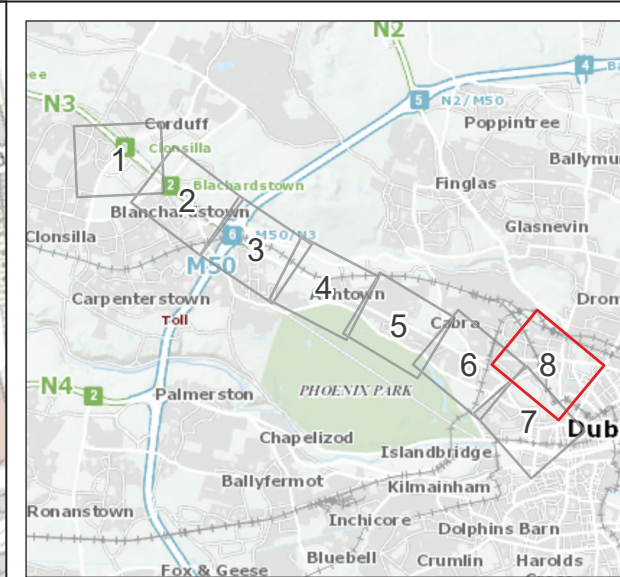 N2
4
Ba
ee
N3
5
N2/M50
Corduff
Poppintree
1
Clonsilla
Ballymu
2
Blachardstown
Finglas
2
Blanchardstown
Glasnevin
Clonsilla
6
M50/N3
3
M50
4
Ashtown
Carpenterstown
Drom
Toll
5
Cabra
6
8
N4
2
Palmerston
PHOENIX PARK
7
Dub
Chapelizod
Islandbridge
Ballyfermot
Kilmainham
Ronanstown
Inchicore
Dolphins Barn
Bluebell
Crumlin
Harolds
Fox & Geese